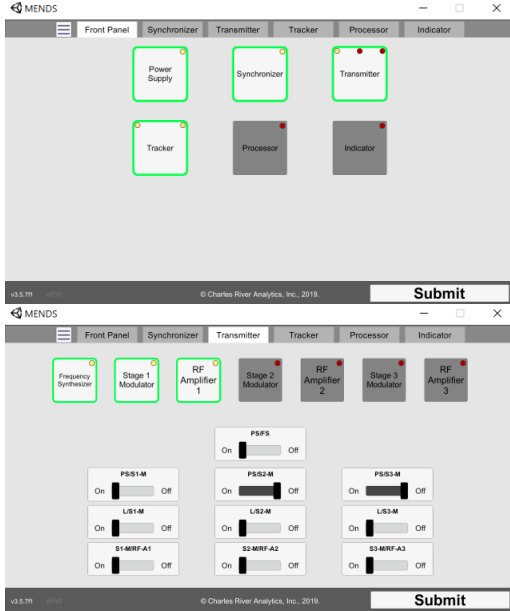 MENDS
Front Panel Synchronizer Transmitter Tracker Processor Indicator
Power
Supply
Synchronizer
Transmitter
Tracker
Processor
Indicator
v3.5.7f1
© Charles River Analytics, Inc., 2019.
Submit
MENDS
Front Panel Synchronizer Transmitter Tracker Processor Indicator
Frequency
Synthesizer
Stage 1
Modulator
RF
Amplifier
1
Stage 2
Modulator
RF
Amplifier
2
Stage 3
Modulator
RF
Amplifier
3
PS/FS
On Off
PS/S1-M
On Off
PS/S2-M
On Off
PS/S3-M
On Off
L/S1-M
On Off
L/S2-M
On Off
L/S3-M
On Off
S1-M/RF-A1
On Off
S2-M/RF-A2
On Off
S3-M/RF-A3
On Off
v3.5.7f1
© Charles River Analytics, Inc., 2019.
Submit